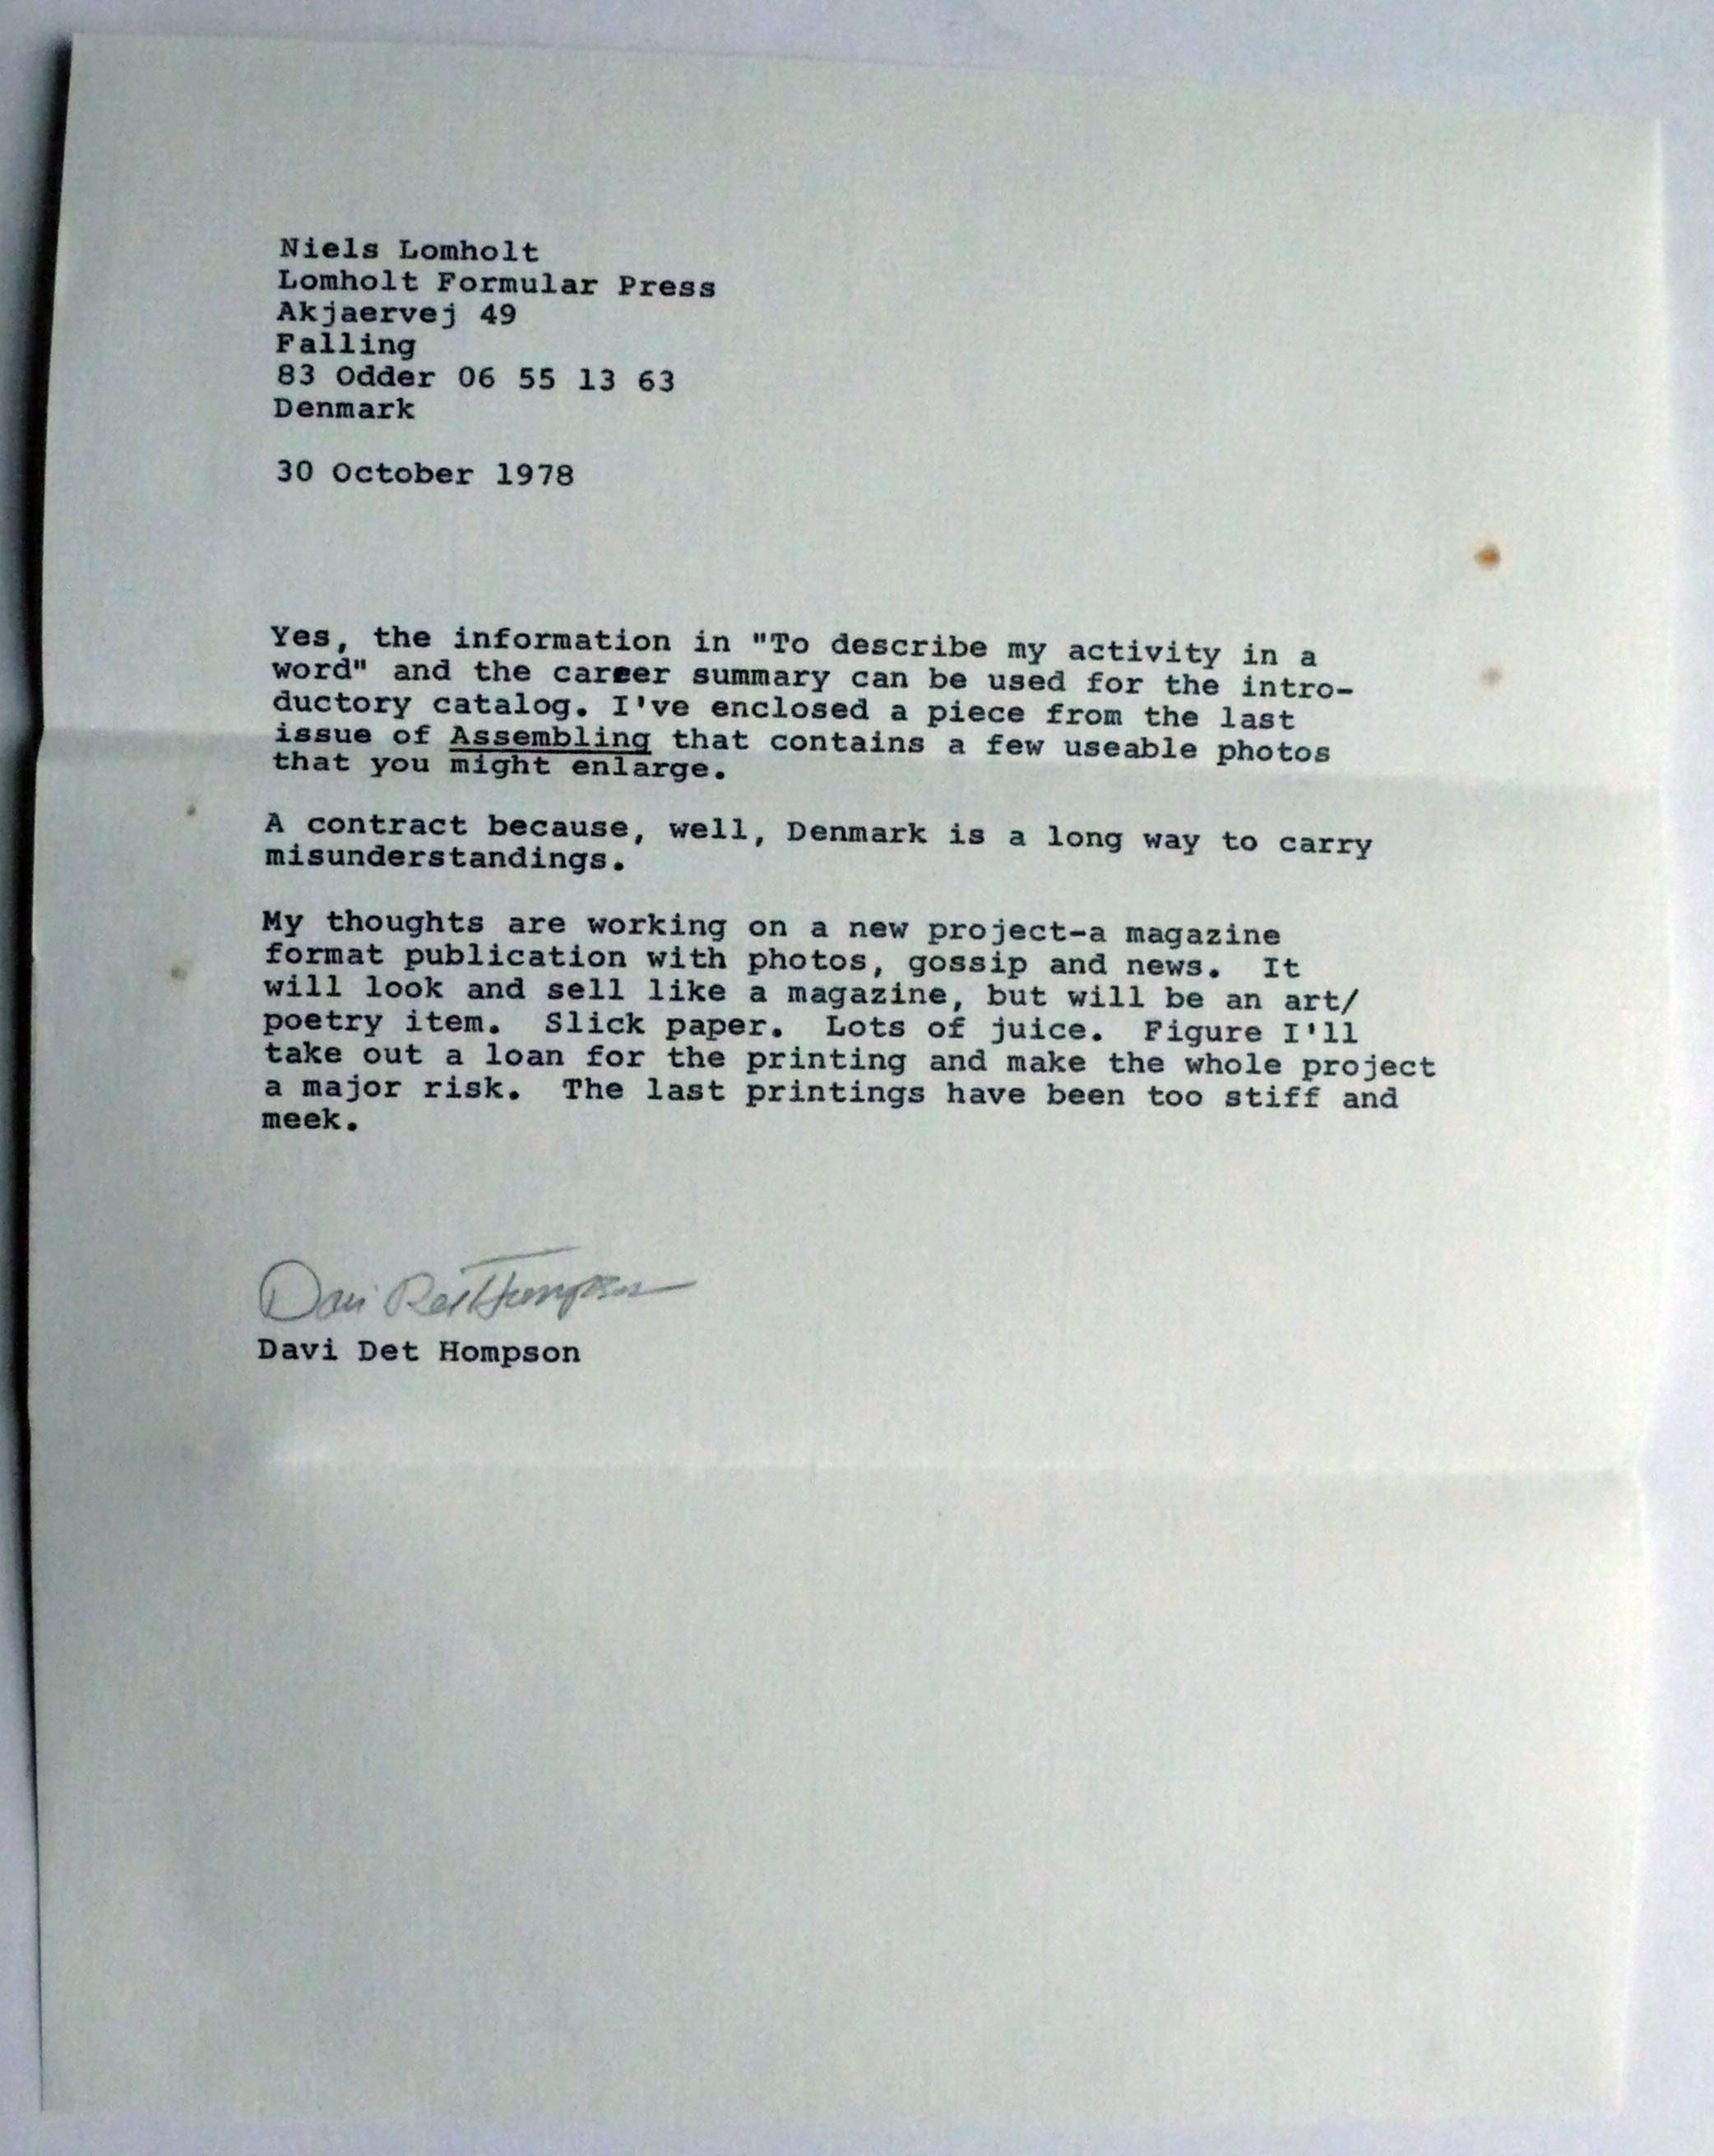 Niels Lomholt
Lomholt Formular Press
Akjaervej 49
Falling
83 Odder 06 55 13 63
Denmark
30 October 1978
Yes, the information in "To describe my activity in a
word" and the career summary can be used for the intro-
ductory catalog. I've enclosed a piece from the last
issue of Assembling that contains a few useable photos
that you might enlarge.
A contract because, well, Denmark is a long way to carry
misunderstandings.
My thoughts are working on a new project-a magazine
format publication with photos, gossip and news. It
will look and sell like a magazine, but will be an art/
poetry item. Slick paper. Lots of juice. Figure I'll
take out a loan for the printing and make the whole project
a major risk. The last printings have been too stiff and
meek.
Davi Det Hompson
Davi Det Hompson